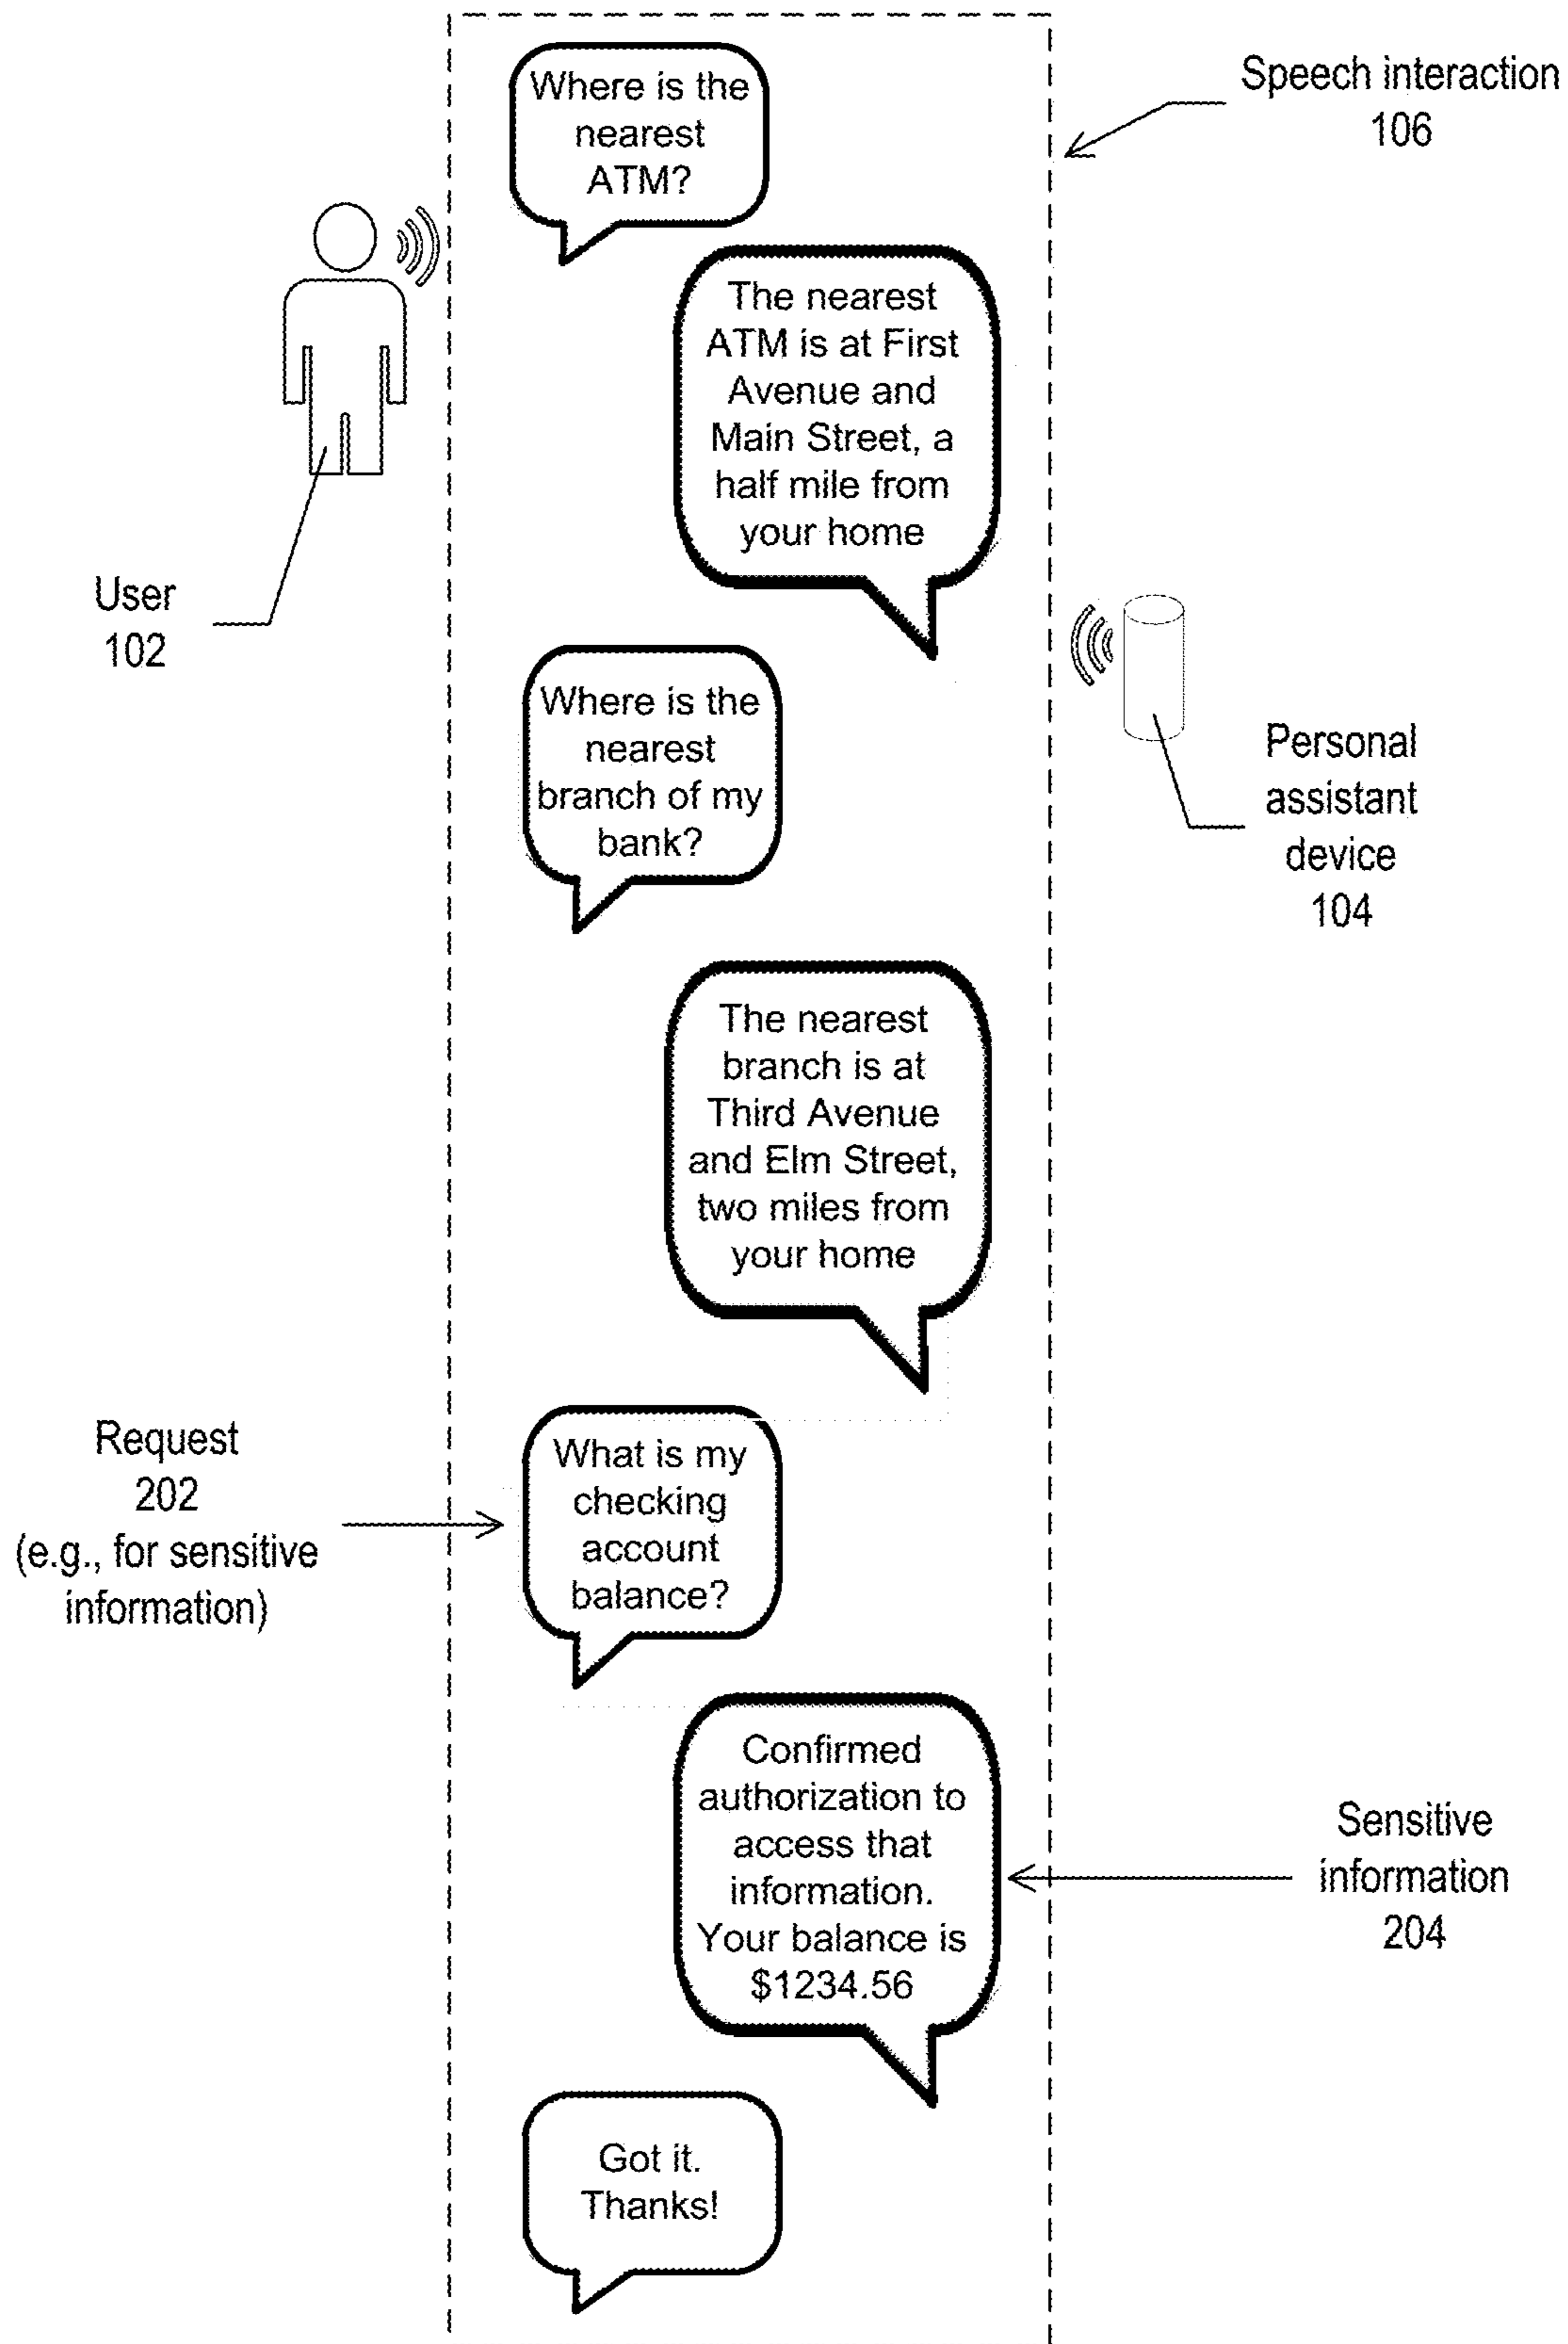 Where is the
nearest
ATM?
Speech interaction
106
The nearest
ATM is at First
Avenue and
Main Street, a
half mile from
your home
User
102
Where is the
nearest
branch of my
bank?
Personal
assistant
device
104
The nearest
branch is at
Third Avenue
and Elm Street,
two miles from
your home
Request
202
(e.g., for sensitive
information)
What is my
checking
account
balance?
Confirmed
authorization to
access that
information.
Your balance is
$1234.56
Sensitive
information
204
Got it.
Thanks!